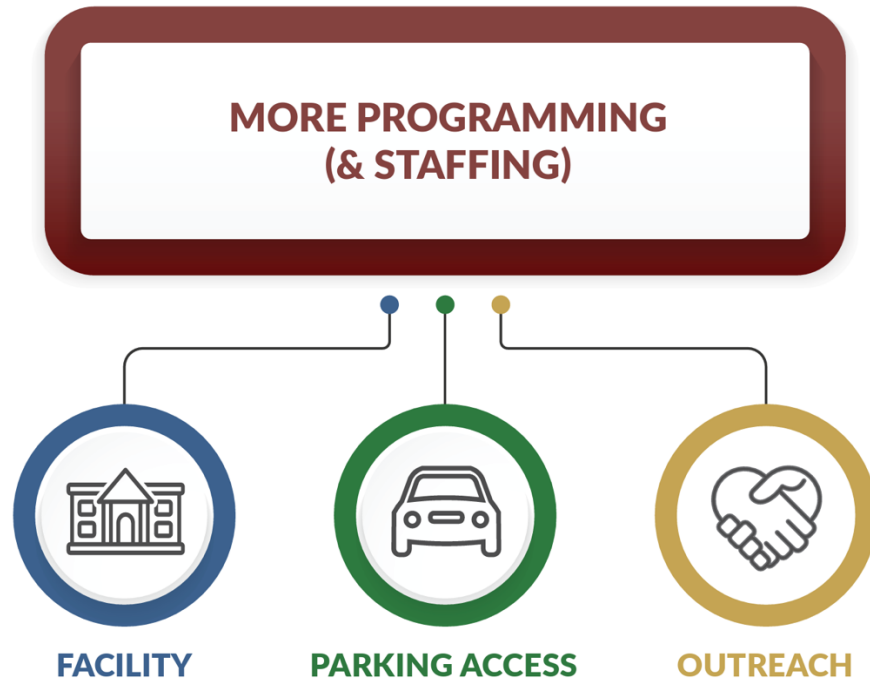 MORE PROGRAMMING
(& STAFFING)
FACILITY
PARKING ACCESS
OUTREACH